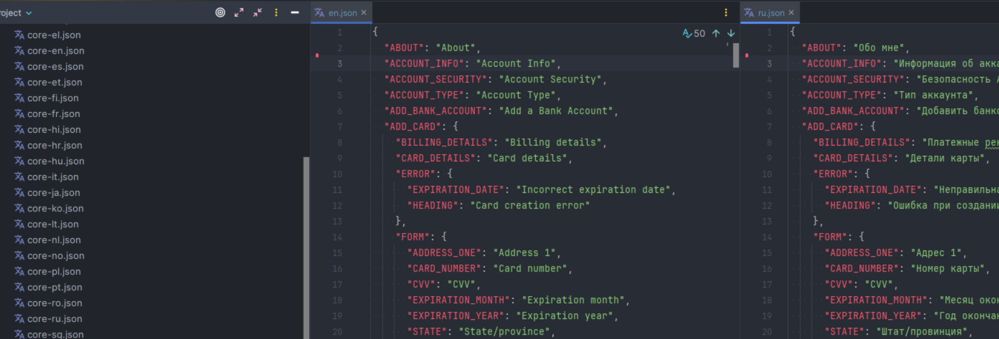 roject
core-el.json
core-en.json
core-es.json
core-et.json
core-fi.json
core-fr.json
core-hi.json
core-hr.json
core-hu.json
core-it.json
core-ja.json
core-ko.json
core-lt.json
core-nl.json
core-no.json
core-pl.json
core-pt.json
core-ro.json
core-ru.json
core-sq.json
en.json
50
1 {
2 "ABOUT": "About",
3 "ACCOUNT_INFO": "Account Info",
4 "ACCOUNT_SECURITY": "Account Security",
5 "ACCOUNT_TYPE": "Account Type",
6 "ADD_BANK_ACCOUNT": "Add a Bank Account",
7 "ADD_CARD": {
8 "BILLING_DETAILS": "Billing details",
9 "CARD_DETAILS": "Card details",
10 "ERROR": {
11 "EXPIRATION_DATE": "Incorrect expiration date",
12 "HEADING": "Card creation error"
13 },
14 "FORM": {
15 "ADDRESS_ONE": "Address 1",
16 "CARD_NUMBER": "Card number",
17 "CVV": "CVV",
18 "EXPIRATION_MONTH": "Expiration month",
19 "EXPIRATION_YEAR": "Expiration year",
20 "STATE": "State/province",
ru.json
1 {
2 "ABOUT": "Обо мне",
3 "ACCOUNT_INFO": "Информация об акка
4 "ACCOUNT_SECURITY": "Безопасность А
5 "ACCOUNT_TYPE": "Тип аккаунта",
6 "ADD_BANK_ACCOUNT": "Добавить банко
7 "ADD_CARD": {
8 "BILLING_DETAILS": "Платежные рек
9 "CARD_DETAILS": "Детали карты",
10 "ERROR": {
11 "EXPIRATION_DATE": "Неправильна
12 "HEADING": "Ошибка при создании
13 },
14 "FORM": {
15 "ADDRESS_ONE": "Адрес 1",
16 "CARD_NUMBER": "Номер карты",
17 "CVV": "CVV",
18 "EXPIRATION_MONTH": "Месяц окон
19 "EXPIRATION_YEAR": "Год окончан
20 "STATE": "Штат/провинция",